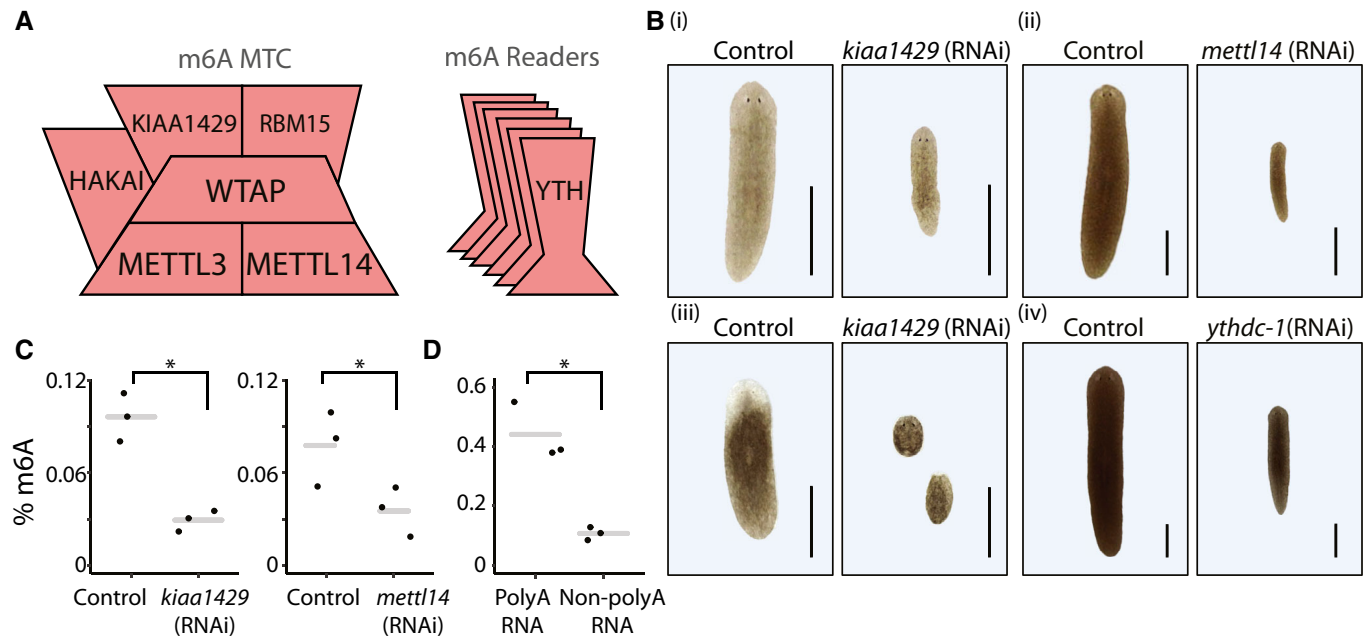 A
m6A MTC
m6A Readers
KIAA1429
RBM15
HAKAI
WTAP
METTL3
METTL14
YTH
B
(i)
Control
kiaa1429 (RNAi)
(ii)
Control
mettl14 (RNAi)
(iii)
Control
kiaa1429 (RNAi)
(iv)
Control
ythdc-1(RNAi)
C
% m6A
0.12
0.06
0
*
Control
kiaa1429
(RNAi)
0.12
0.06
0
*
Control
mettl14
(RNAi)
D
0.6
0.4
0.2
0
*
PolyA
RNA
Non-polyA
RNA